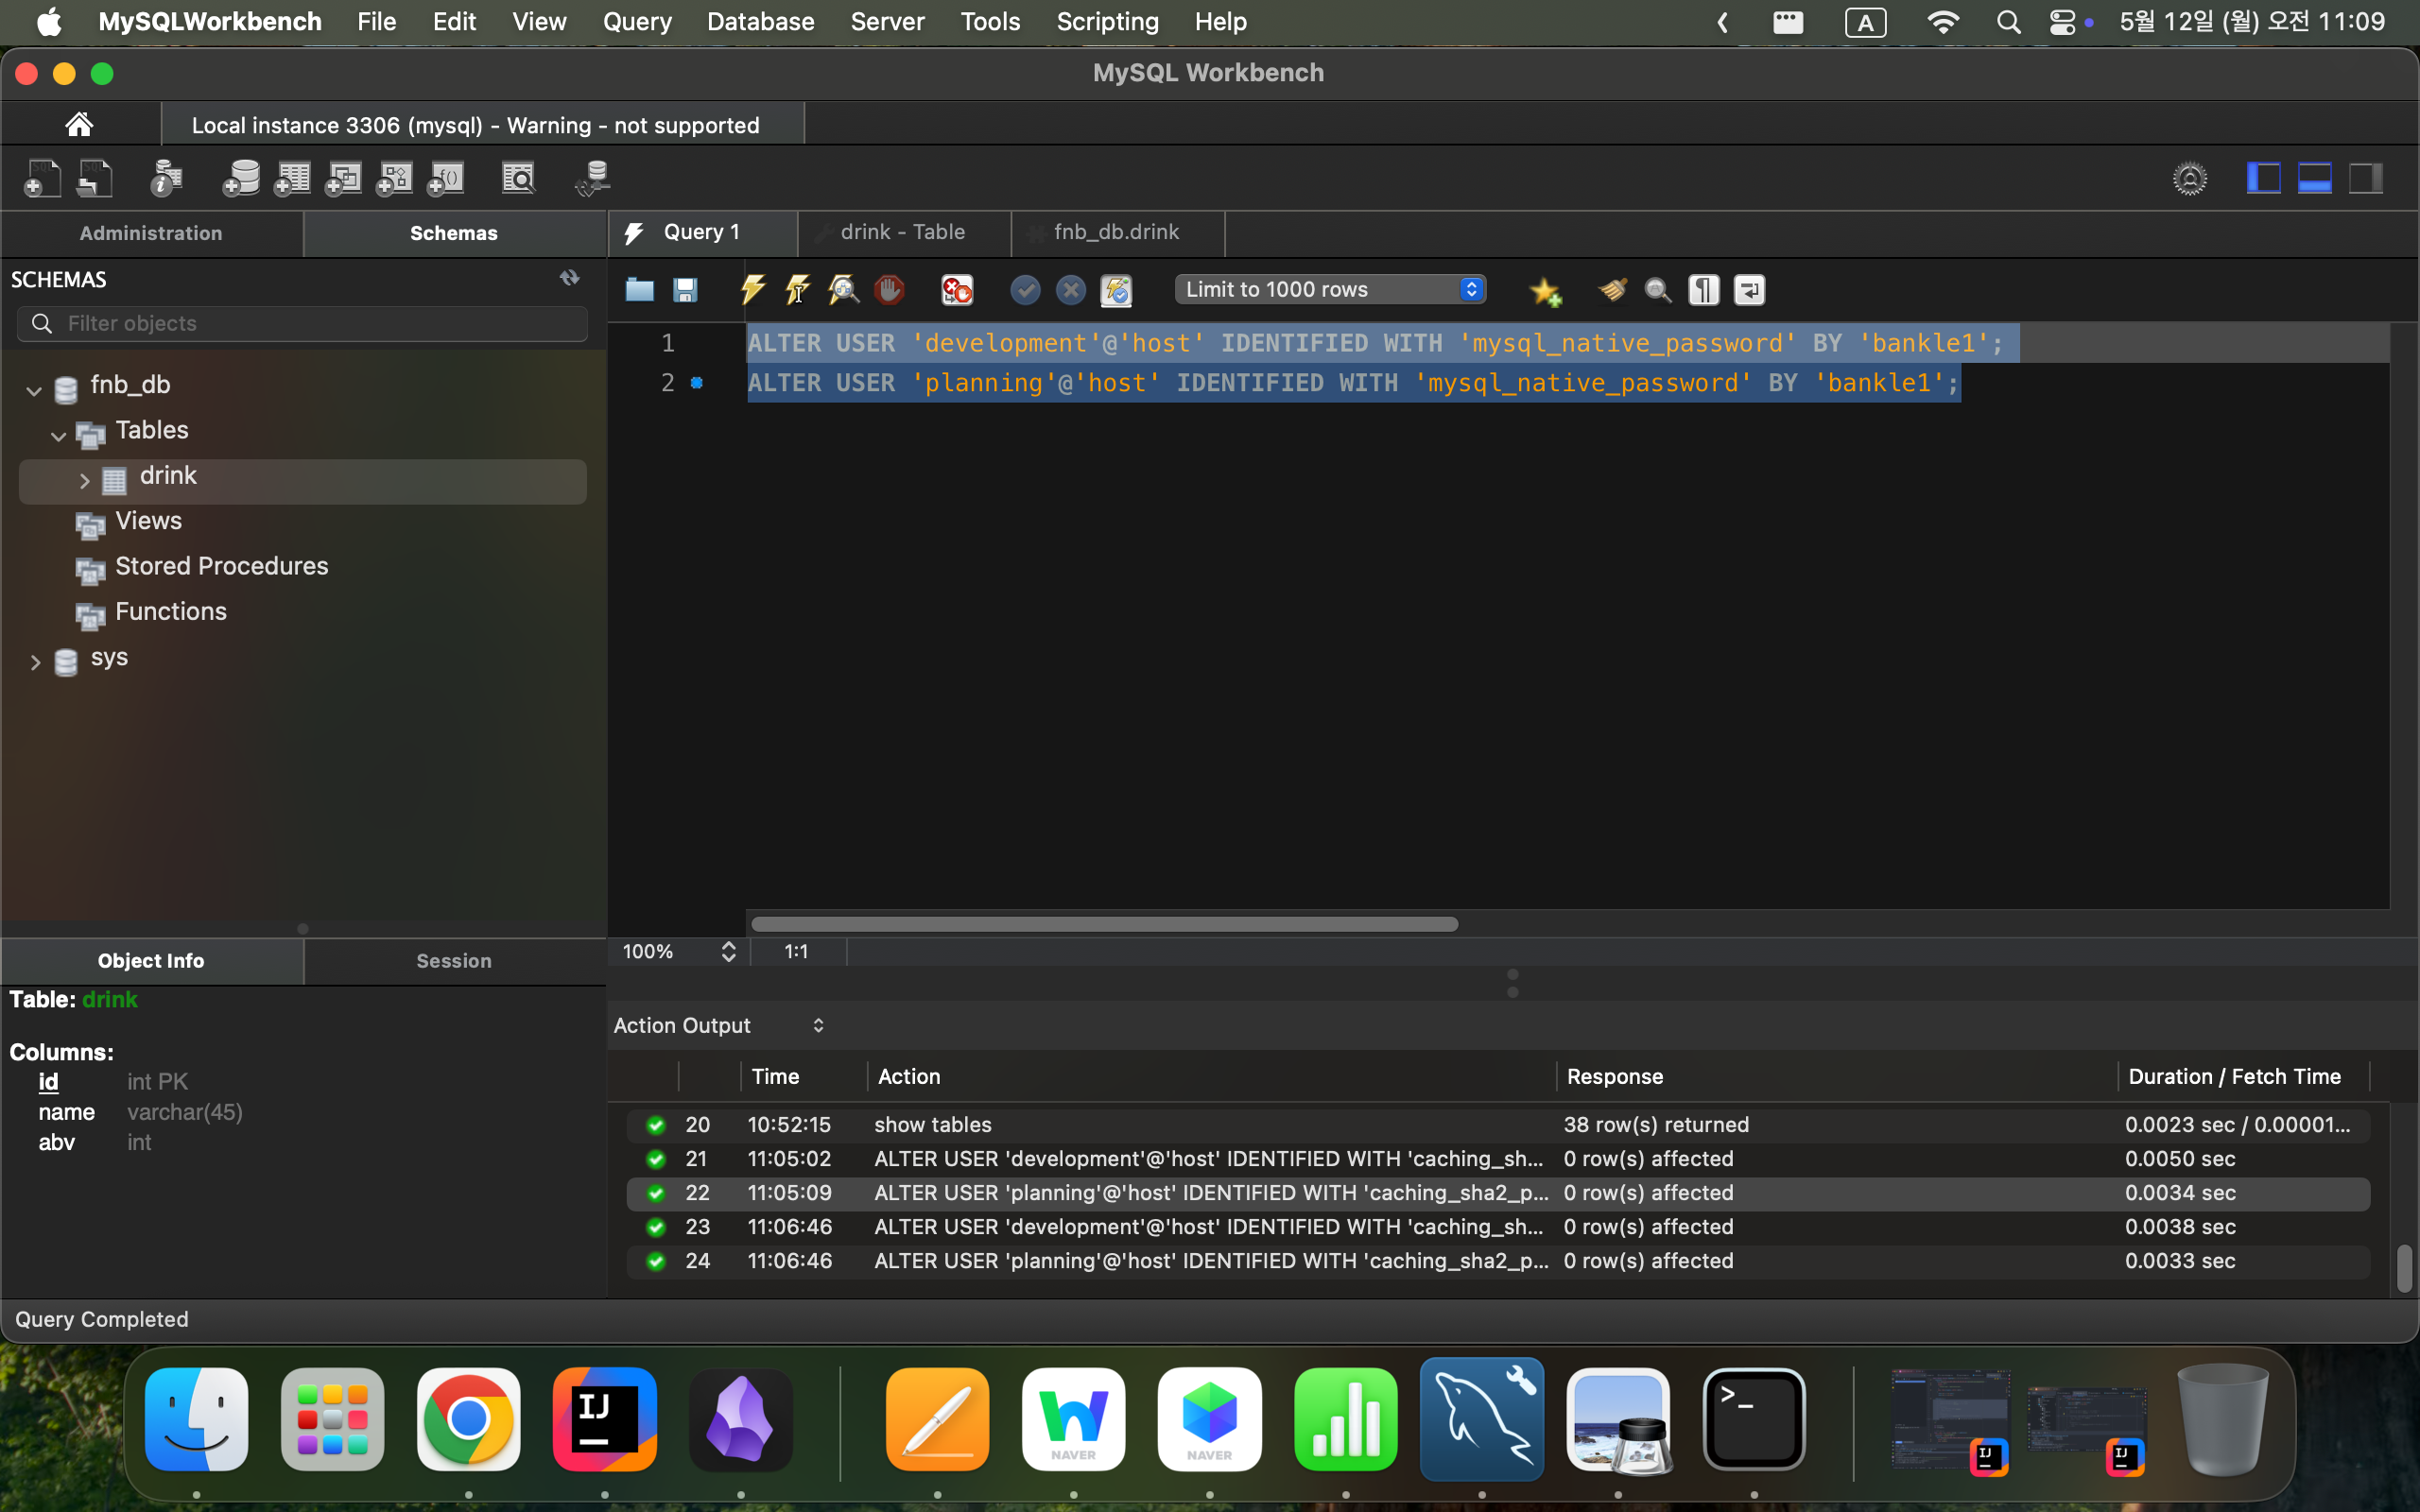 MySQLWorkbench File Edit View Query Database Server Tools Scripting Help A 5월 12일 (월) 오전 11:09
MySQL Workbench
Local instance 3306 (mysql) - Warning - not supported
Administration Schemas
Query 1 drink - Table fnb_db.drink
SCHEMAS
Filter objects
Limit to 1000 rows
fnb_db
Tables
drink
Views
Stored Procedures
Functions
sys
1 ALTER USER 'development'@'host' IDENTIFIED WITH 'mysql_native_password' BY 'bankle1';
2 ALTER USER 'planning'@'host' IDENTIFIED WITH 'mysql_native_password' BY 'bankle1';
100% 1:1
Object Info Session
Table: drink
Columns:
id int PK
name varchar(45)
abv int
Action Output
Time Action Response Duration / Fetch Time
20 10:52:15 show tables 38 row(s) returned 0.0023 sec / 0.00001...
21 11:05:02 ALTER USER 'development'@'host' IDENTIFIED WITH 'caching_sh... 0 row(s) affected 0.0050 sec
22 11:05:09 ALTER USER 'planning'@'host' IDENTIFIED WITH 'caching_sha2_p... 0 row(s) affected 0.0034 sec
23 11:06:46 ALTER USER 'development'@'host' IDENTIFIED WITH 'caching_sh... 0 row(s) affected 0.0038 sec
24 11:06:46 ALTER USER 'planning'@'host' IDENTIFIED WITH 'caching_sha2_p... 0 row(s) affected 0.0033 sec
Query Completed
IJ
NAVER
NAVER
>_
IJ
IJ